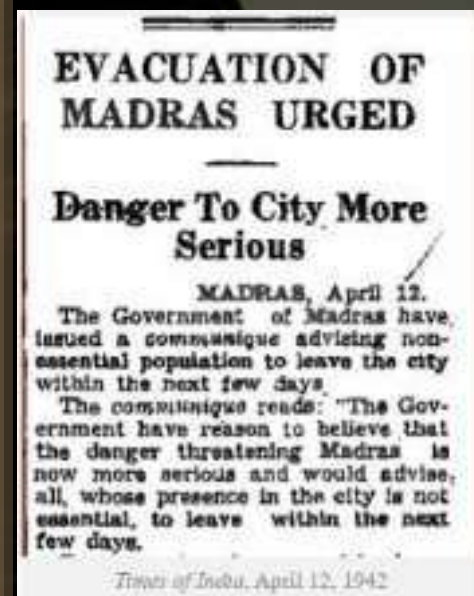 EVACUATION OF
MADRAS URGED
Danger To City More
Serious
MADRAS, April 12.
The Government of Madras have
issued a communique advising non-
essential population to leave the city
within the next few days
The communique reads: "The Gov-
ernment have reason to believe that
the danger threatening Madras is
now more serious and would advise,
all, whose presence in the city is not
essential, to leave within the next
few days.
Times of India, April 12, 1942